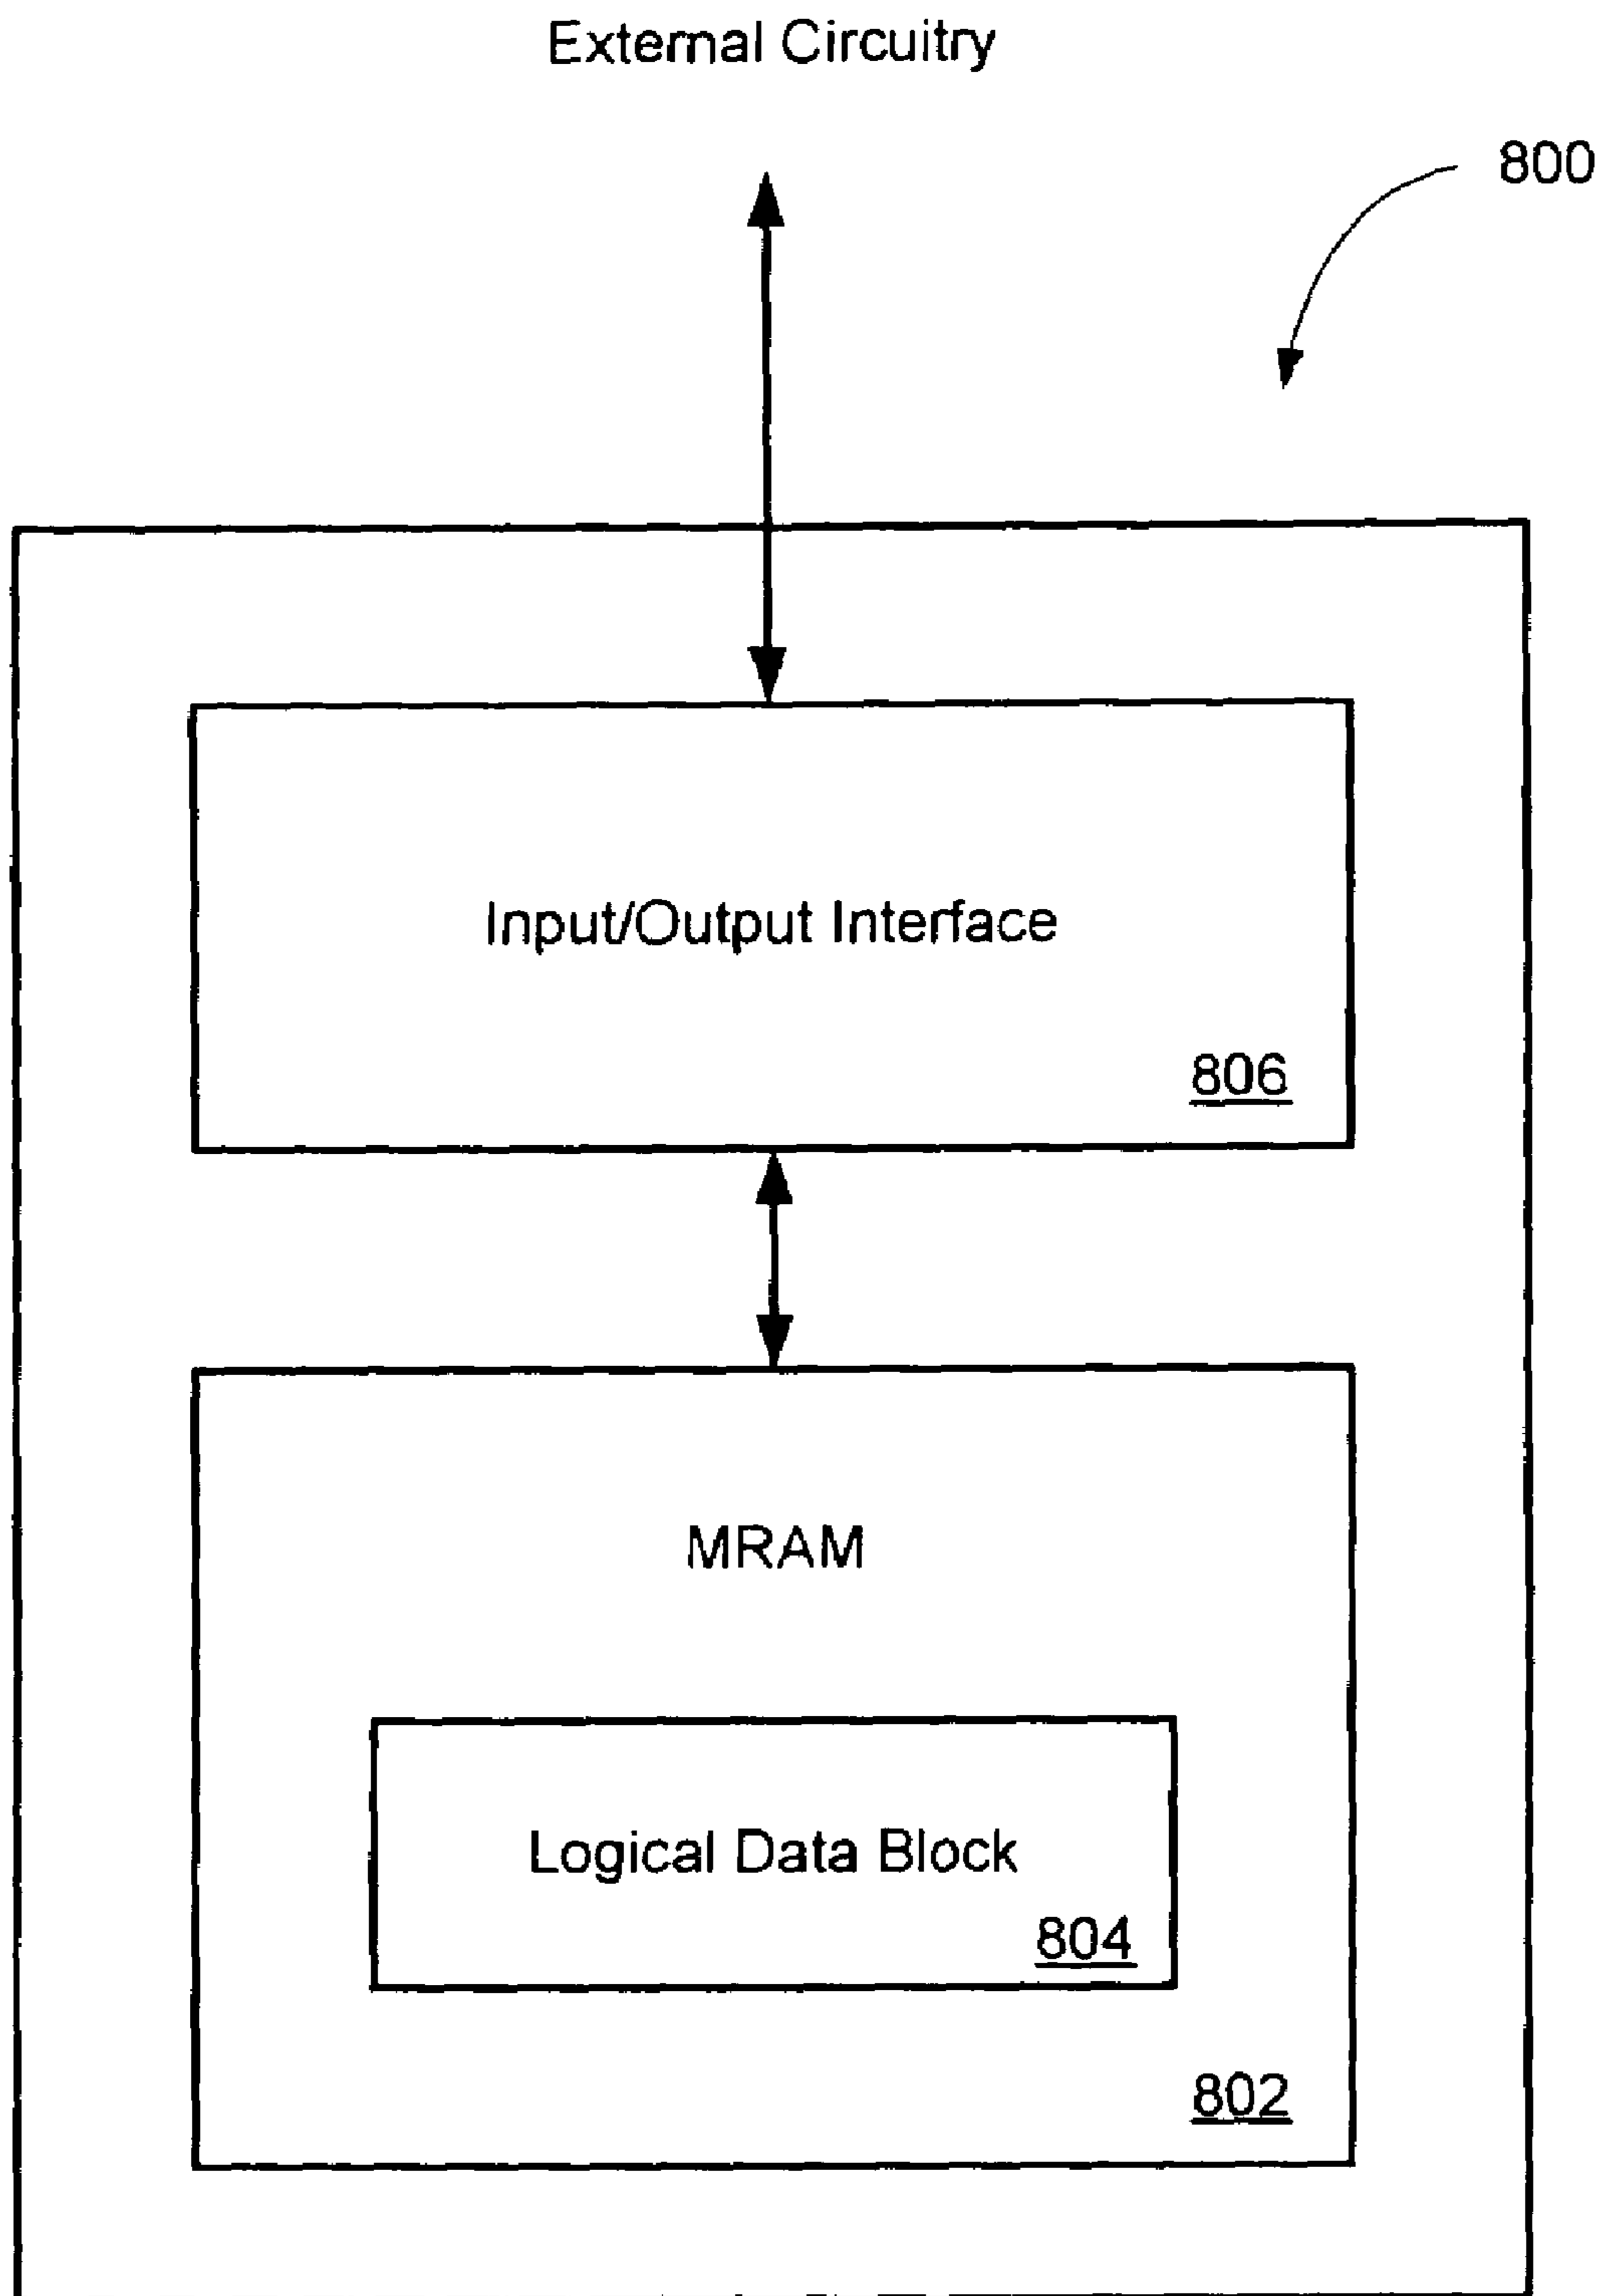 External Circuitry
800
Input/Output Interface
806
MRAM
Logical Data Block
804
802